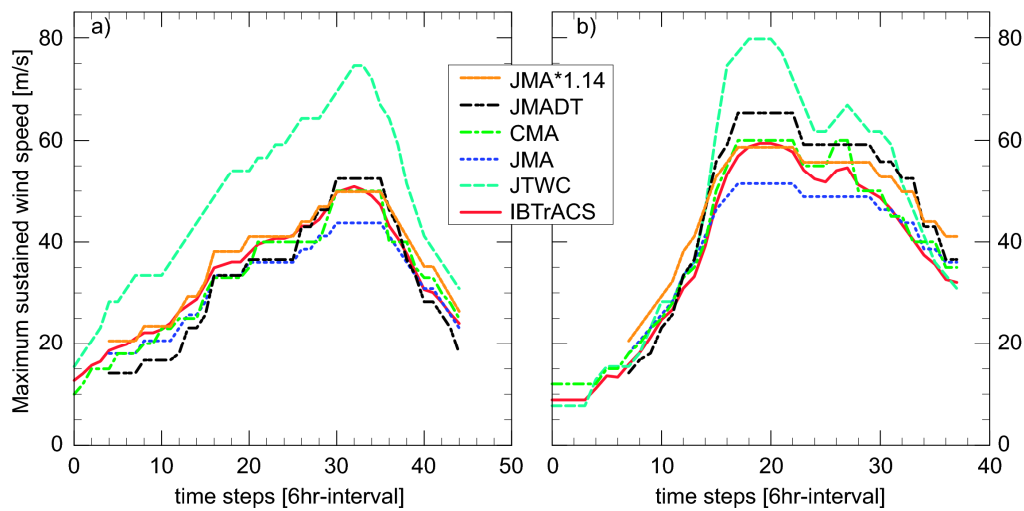 a)
b)
80
60
40
20
0
Maximum sustained wind speed [m/s]
0 10 20 30 40 50
time steps [6hr-interval]
JMA*1.14
JMADT
CMA
JMA
JTWC
IBTrACS
80
60
40
20
0
0 10 20 30 40
time steps [6hr-interval]